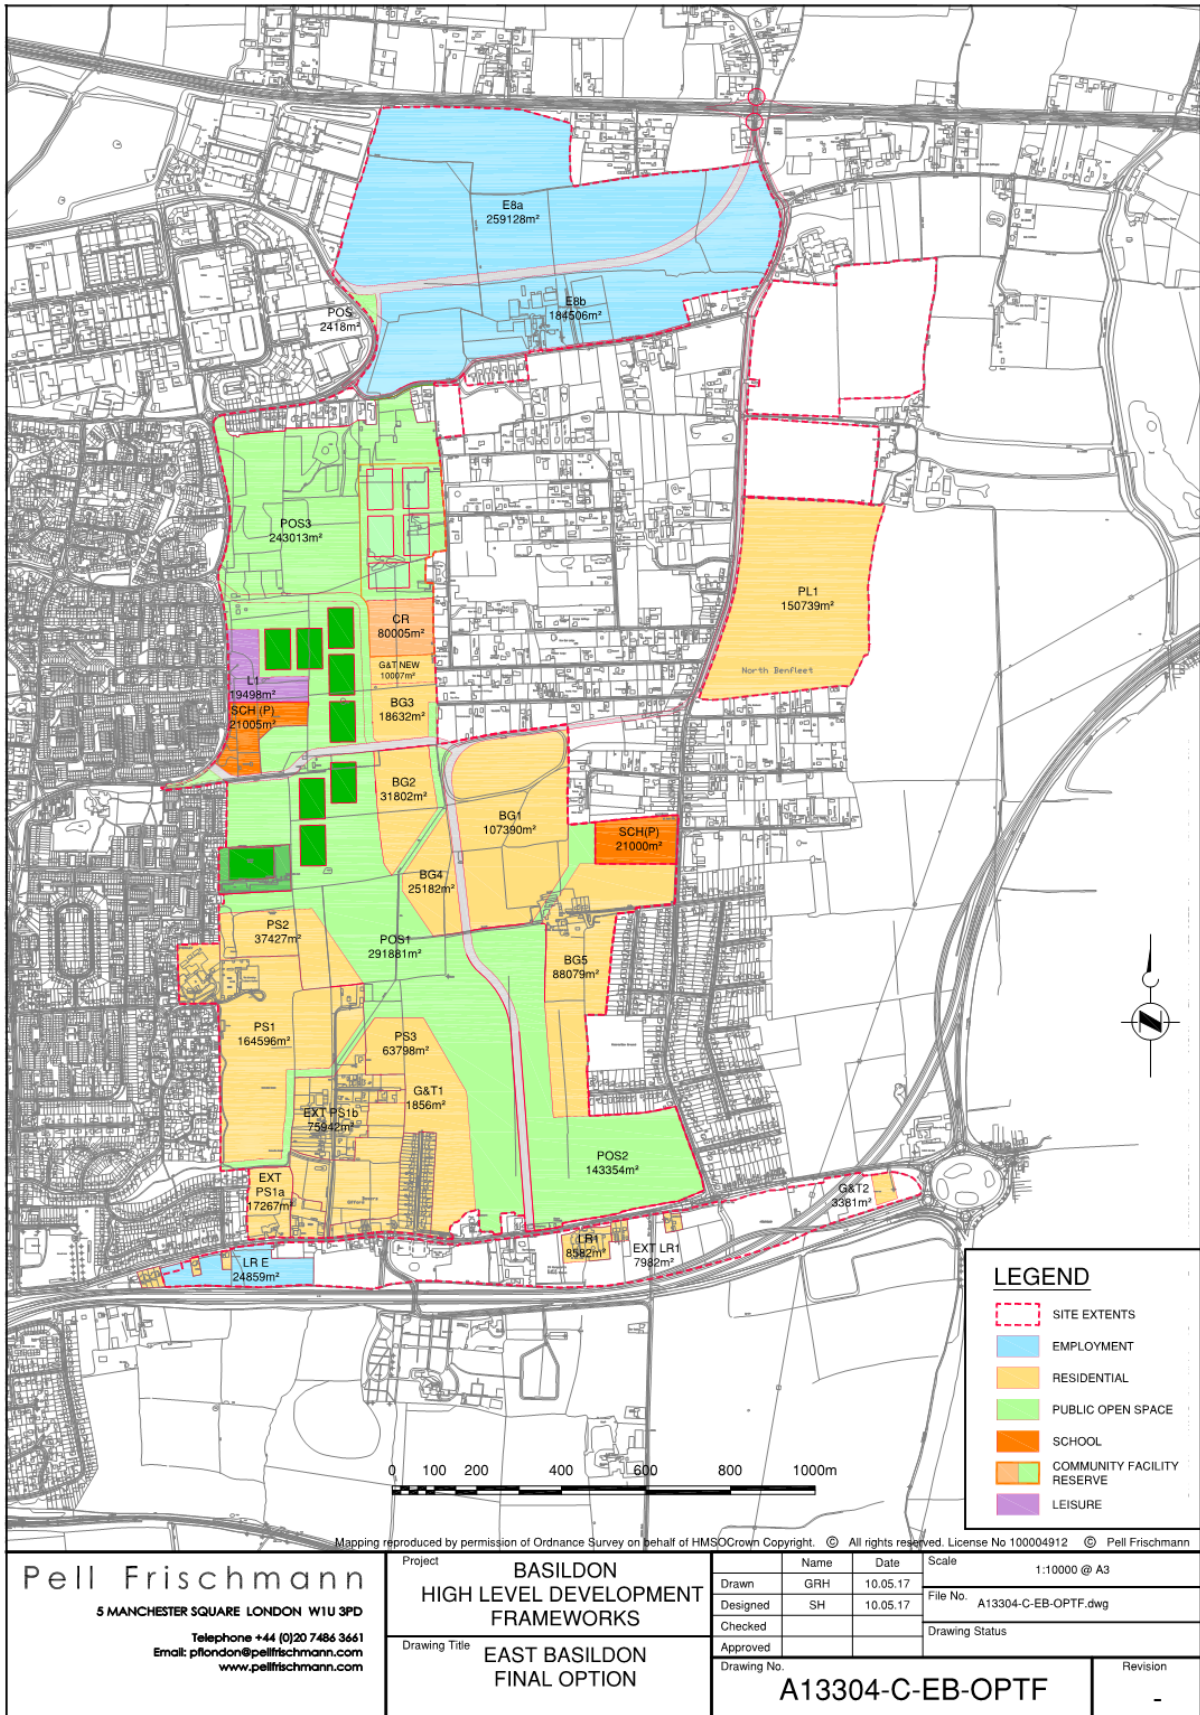 E8a
259128m²
E8b
184506m²
POS
2418m²
POS3
243013m²
PL1
150739m²
North Benfleet
CR
80005m²
G&T NEW
10007m²
L1
19498m²
BG3
18632m²
SCH (P)
21005m²
BG2
31802m²
BG1
107390m²
SCH(P)
21000m²
BG4
25182m²
PS2
37427m²
POS1
291881m²
BG5
88079m²
PS1
164596m²
PS3
63798m²
G&T1
1856m²
EXT PS1b
75942m²
POS2
143354m²
EXT
PS1a
17267m²
G&T2
3381m²
LR1
8582m²
EXT LR1
7982m²
LR E
24859m²
LEGEND
SITE EXTENTS
EMPLOYMENT
RESIDENTIAL
PUBLIC OPEN SPACE
SCHOOL
COMMUNITY FACILITY
RESERVE
LEISURE
0 100 200 400 600 800 1000m
Mapping reproduced by permission of Ordnance Survey on behalf of HMSOCrown Copyright. © All rights reserved. License No 100004912 © Pell Frischmann
Pell Frischmann
5 MANCHESTER SQUARE LONDON W1U 3PD
Telephone +44 (0)20 7486 3661
Email: pflondon@pellfrischmann.com
www.pellfrischmann.com
Project
BASILDON
HIGH LEVEL DEVELOPMENT
FRAMEWORKS
Drawing Title
EAST BASILDON
FINAL OPTION
Name Date
Drawn GRH 10.05.17
Designed SH 10.05.17
Checked
Approved
Scale
1:10000 @ A3
File No. A13304-C-EB-OPTF.dwg
Drawing Status
Drawing No.
A13304-C-EB-OPTF
Revision
-